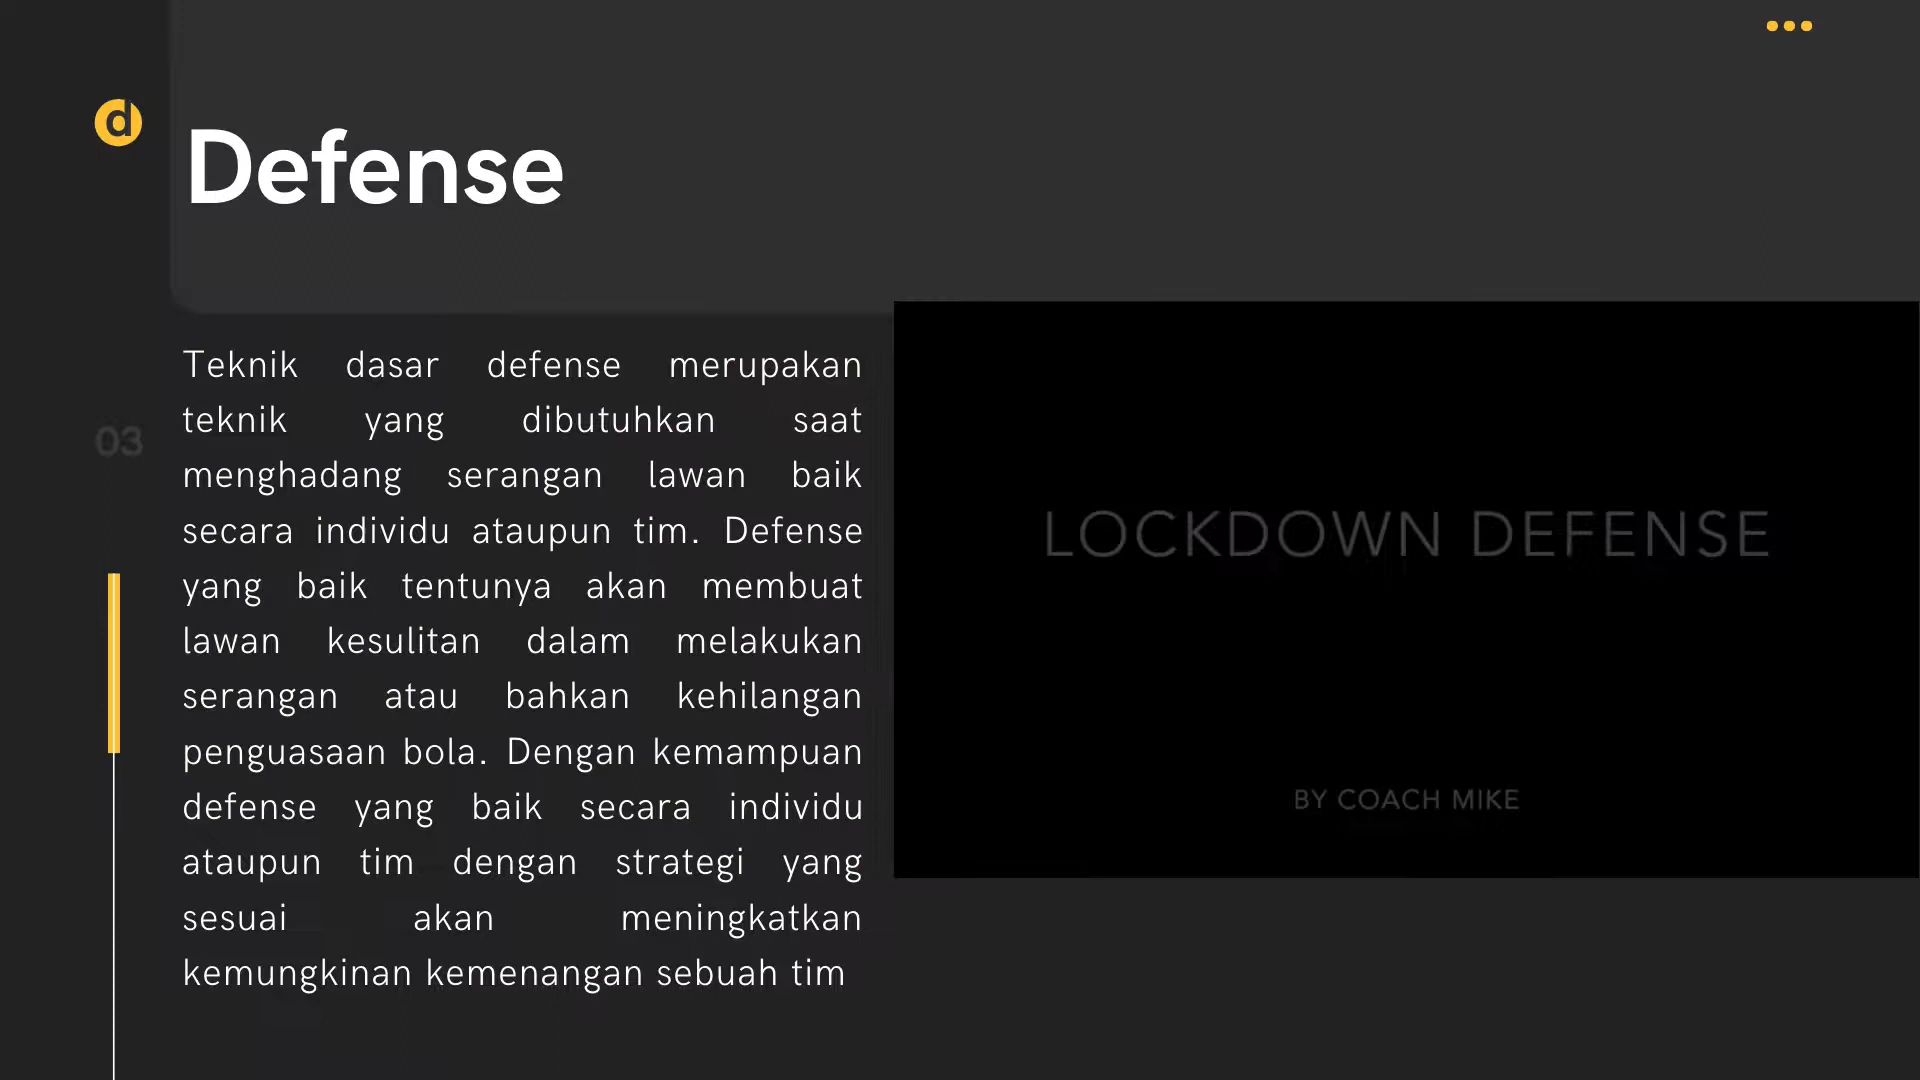 d
Defense
03
Teknik dasar defense merupakan
teknik yang dibutuhkan saat
menghadang serangan lawan baik
secara individu ataupun tim. Defense
yang baik tentunya akan membuat
lawan kesulitan dalam melakukan
serangan atau bahkan kehilangan
penguasaan bola. Dengan kemampuan
defense yang baik secara individu
ataupun tim dengan strategi yang
sesuai akan meningkatkan
kemungkinan kemenangan sebuah tim
LOCKDOWN DEFENSE
BY COACH MIKE